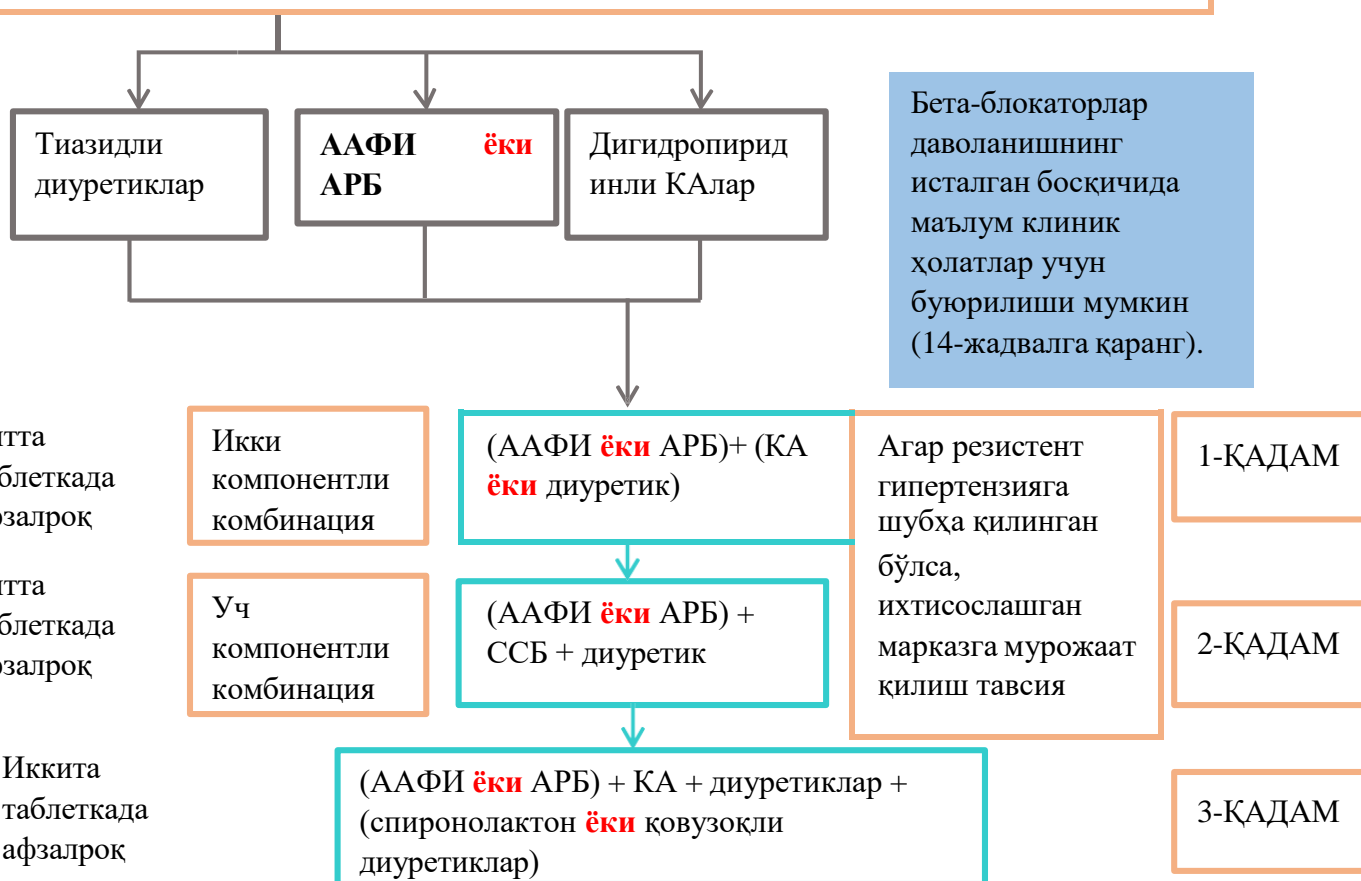 Тиазидли
диуретиклар
ААФИ ёки
АРБ
Дигидропирид
инли КАлар
Бета-блокаторлар
даволанишнинг
исталган босқичида
маълум клиник
ҳолатлар учун
буюрилиши мумкин
(14-жадвалга қаранг).
Икки
компонентли
комбинация
(ААФИ ёки АРБ)+ (КА
ёки диуретик)
Агар резистент
гипертензияга
шубҳа қилинган
бўлса,
ихтисослашган
марказга мурожаат
қилиш тавсия
1-ҚАДАМ
Уч
компонентли
комбинация
(ААФИ ёки АРБ) +
ССБ + диуретик
2-ҚАДАМ
Иккита
таблеткада
афзалроқ
(ААФИ ёки АРБ) + КА + диуретиклар +
(спиронолактон ёки қовузоқли
диуретиклар)
3-ҚАДАМ